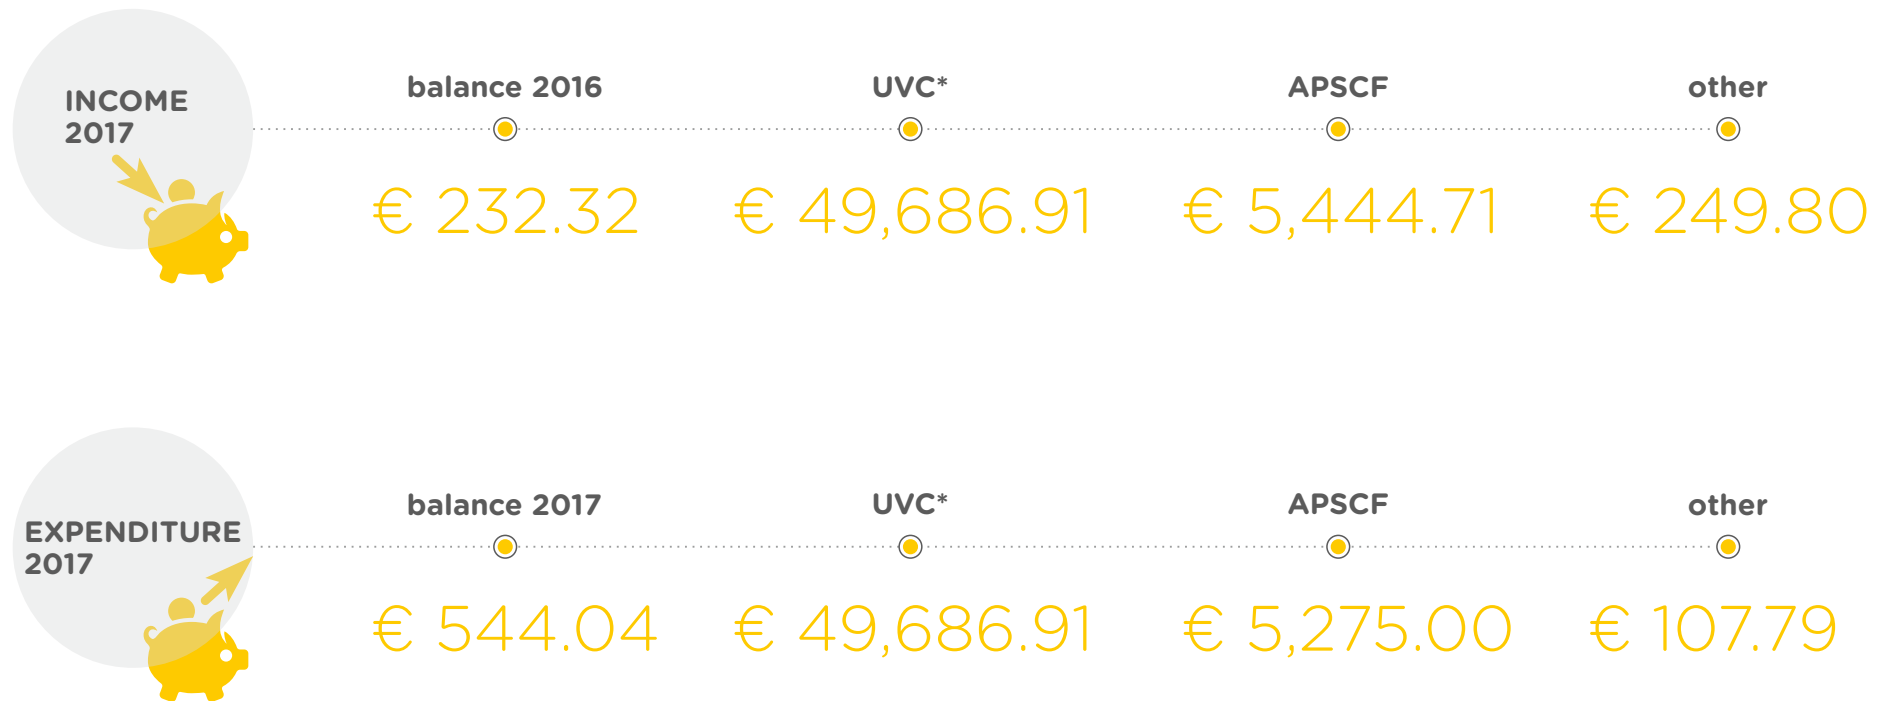 INCOME
2017
balance 2016
UVC*
APSCF
other
€ 232.32
€ 49,686.91
€ 5,444.71
€ 249.80
EXPENDITURE
2017
balance 2017
UVC*
APSCF
other
€ 544.04
€ 49,686.91
€ 5,275.00
€ 107.79